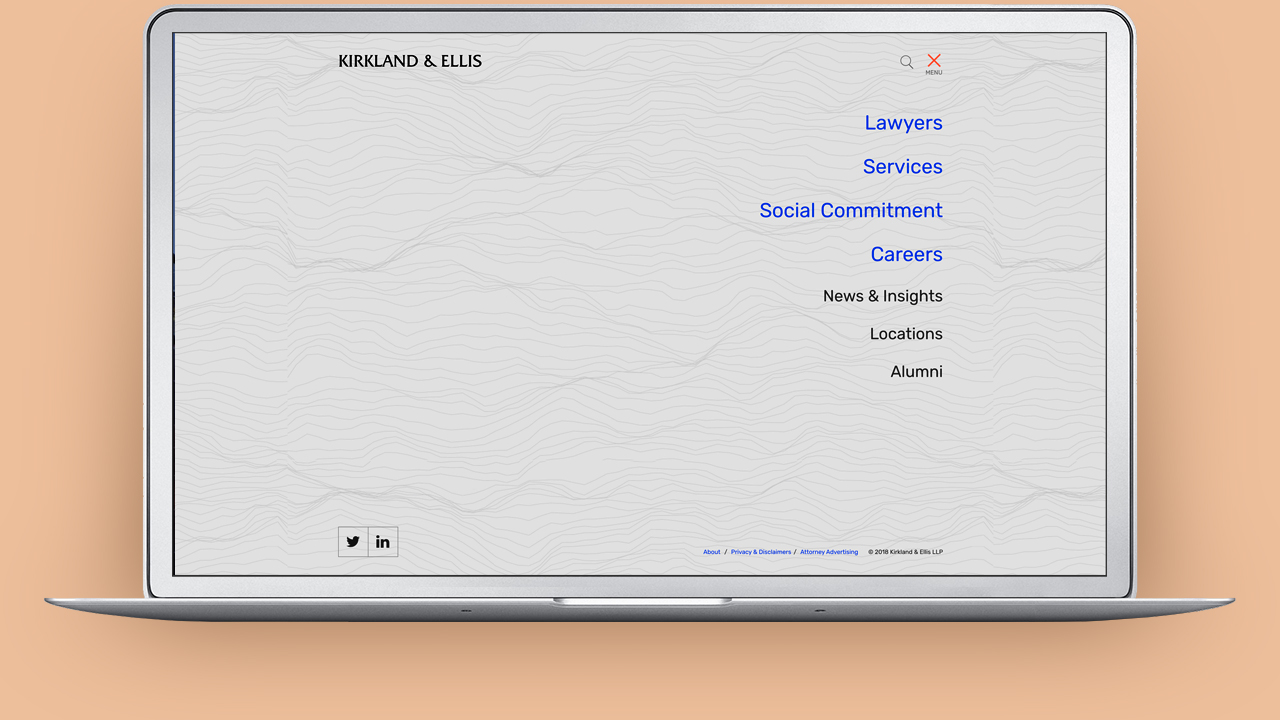 KIRKLAND & ELLIS
MENU
Lawyers
Services
Social Commitment
Careers
News & Insights
Locations
Alumni
in
About / Privacy & Disclaimers / Attorney Advertising © 2018 Kirkland & Ellis LLP